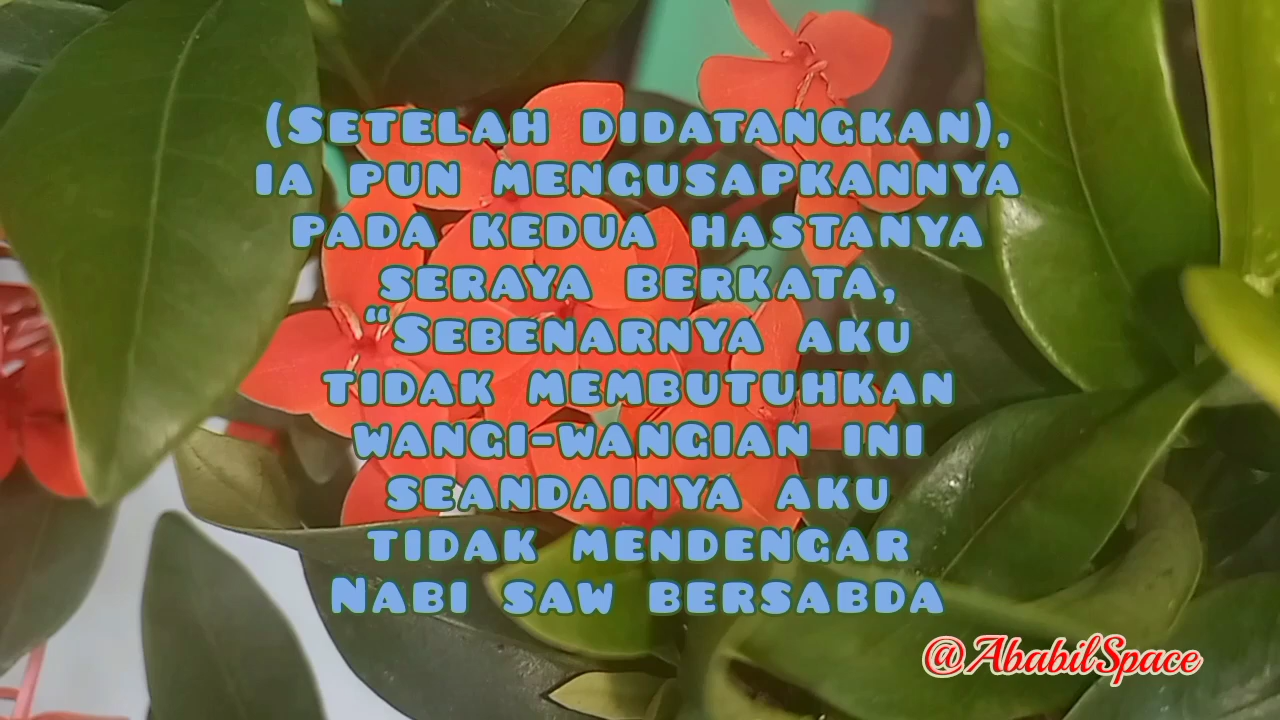 (Setelah didatangkan),
ia pun mengusapkannya
pada kedua hastanya
seraya berkata,
“Sebenarnya aku
tidak membutuhkan
wangi-wangian ini
seandainya aku
tidak mendengar
Nabi saw bersabda
@AbabilSpace